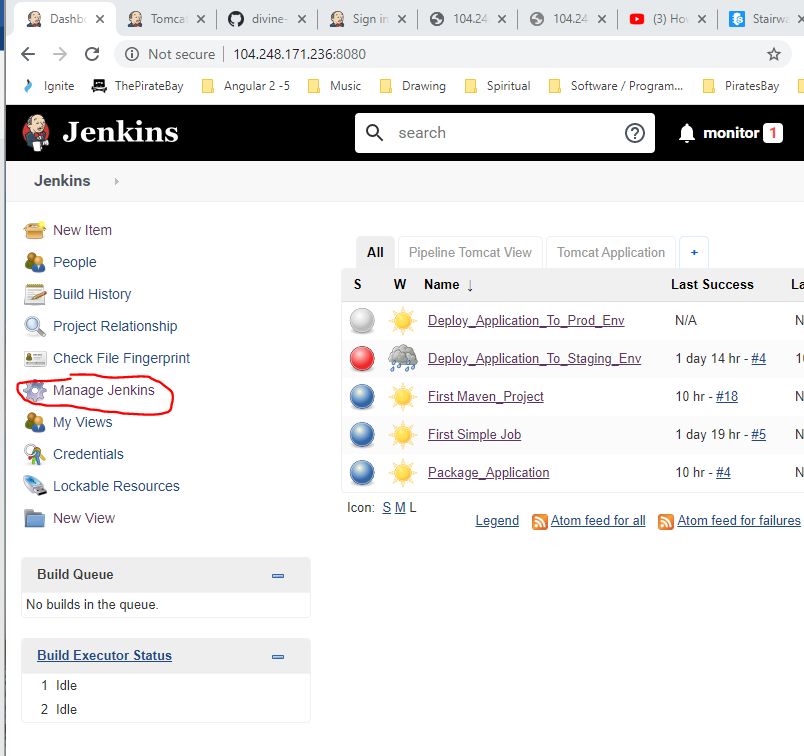 Dashbo
Tomcat
divine-
Sign in
104.24
104.24
(3) Hov
Stairwa
Not secure | 104.248.171.236:8080
Ignite
ThePirateBay
Angular 2 -5
Music
Drawing
Spiritual
Software / Program...
PiratesBay
Jenkins
search
monitor 1
Jenkins
New Item
People
Build History
Project Relationship
Check File Fingerprint
Manage Jenkins
My Views
Credentials
Lockable Resources
New View
Build Queue
No builds in the queue.
Build Executor Status
1 Idle
2 Idle
All Pipeline Tomcat View Tomcat Application +
S W Name ↓ Last Success La
Deploy_Application_To_Prod_Env N/A N
Deploy_Application_To_Staging_Env 1 day 14 hr - #4 10
First Maven_Project 10 hr - #18 N
First Simple Job 1 day 19 hr - #5 N
Package_Application 10 hr - #4 N
Icon: S M L
Legend Atom feed for all Atom feed for failures